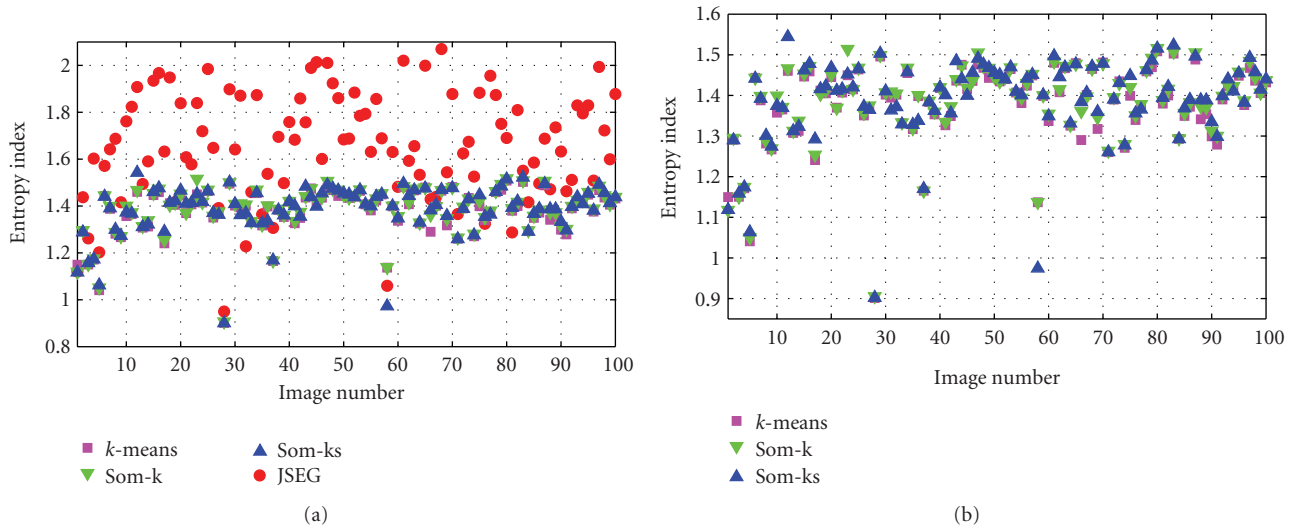 Entropy index
2
1.8
1.6
1.4
1.2
1
0.8
10 20 30 40 50 60 70 80 90 100
Image number
k-means
Som-k
Som-ks
JSEG
(a)
Entropy index
1.6
1.5
1.4
1.3
1.2
1.1
1
0.9
10 20 30 40 50 60 70 80 90 100
Image number
k-means
Som-k
Som-ks
(b)